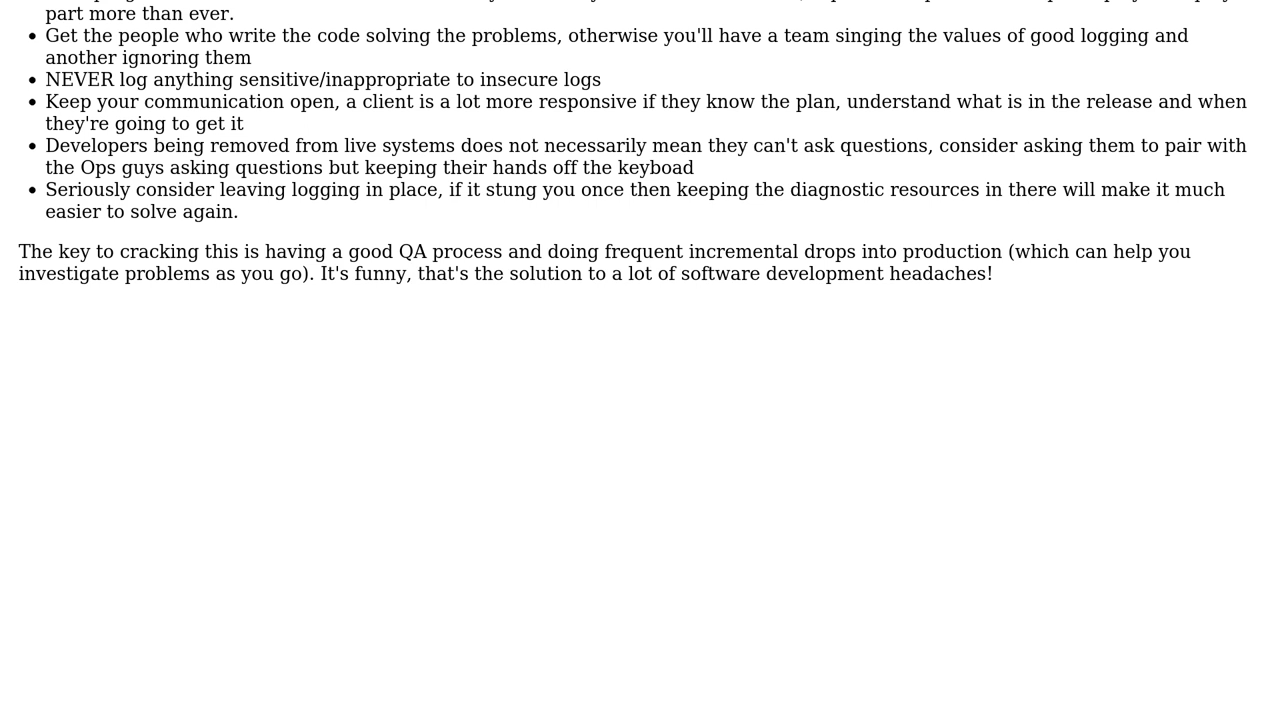 part more than ever.
Get the people who write the code solving the problems, otherwise you'll have a team singing the values of good logging and
another ignoring them
NEVER log anything sensitive/inappropriate to insecure logs
Keep your communication open, a client is a lot more responsive if they know the plan, understand what is in the release and when
they're going to get it
Developers being removed from live systems does not necessarily mean they can't ask questions, consider asking them to pair with
the Ops guys asking questions but keeping their hands off the keyboad
Seriously consider leaving logging in place, if it stung you once then keeping the diagnostic resources in there will make it much
easier to solve again.
The key to cracking this is having a good QA process and doing frequent incremental drops into production (which can help you
investigate problems as you go). It's funny, that's the solution to a lot of software development headaches!